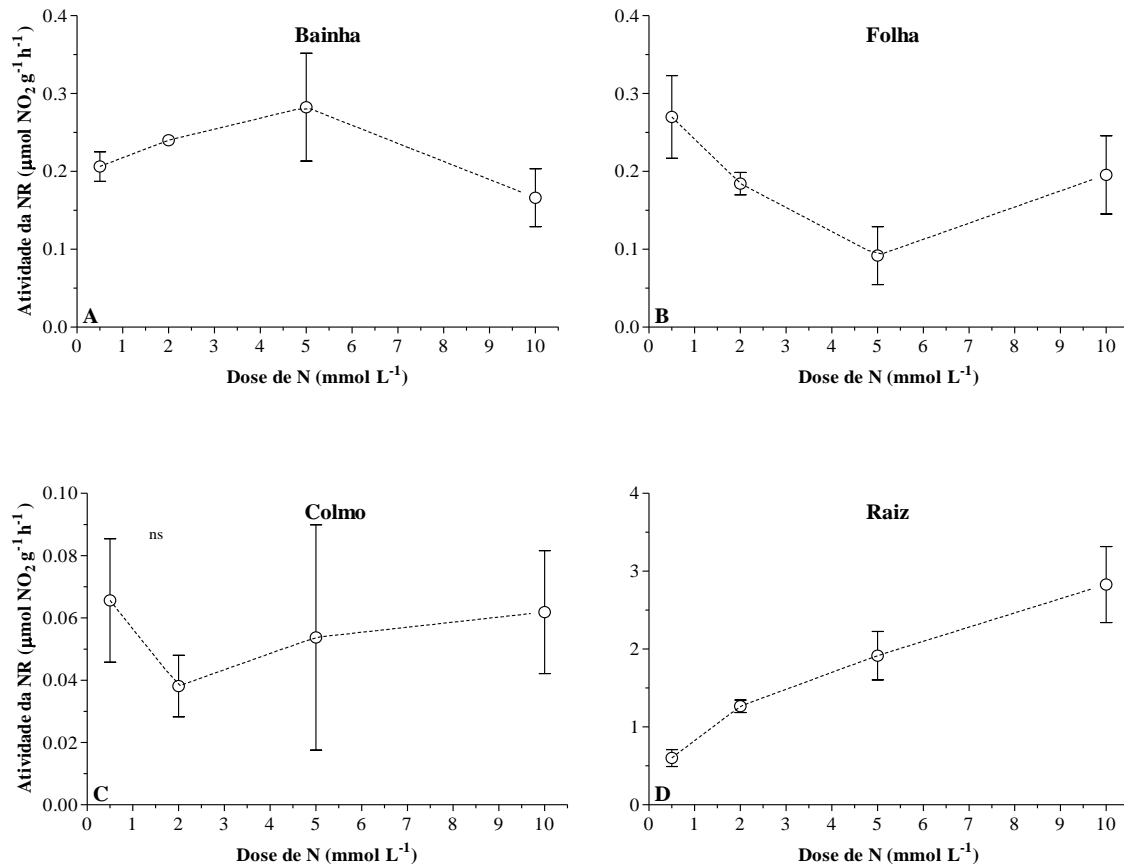 Bainha
0.4
0.3
0.2
0.1
0.0
Atividade da NR (µmol NO2 g-1 h-1)
A
0 1 2 3 4 5 6 7 8 9 10
Dose de N (mmol L-1)
Folha
0.4
0.3
0.2
0.1
0.0
B
0 1 2 3 4 5 6 7 8 9 10
Dose de N (mmol L-1)
Colmo
ns
0.10
0.08
0.06
0.04
0.02
0.00
Atividade da NR (µmol NO2 g-1 h-1)
C
0 1 2 3 4 5 6 7 8 9 10
Dose de N (mmol L-1)
Raiz
4
3
2
1
0
D
0 1 2 3 4 5 6 7 8 9 10
Dose de N (mmol L-1)